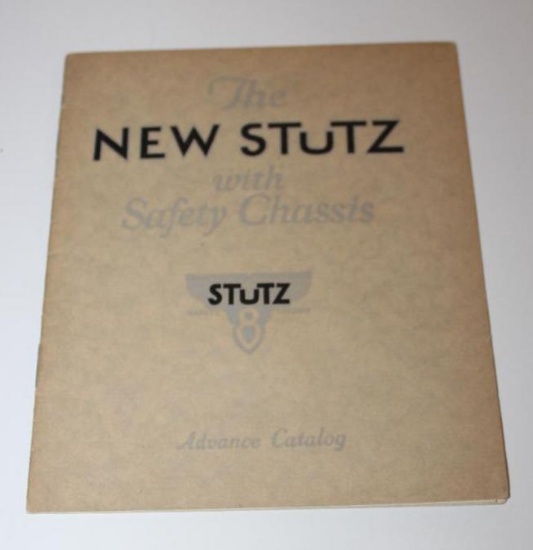 The
NEW STUTZ
with
Safety Chassis
STUTZ
8
Advance Catalog